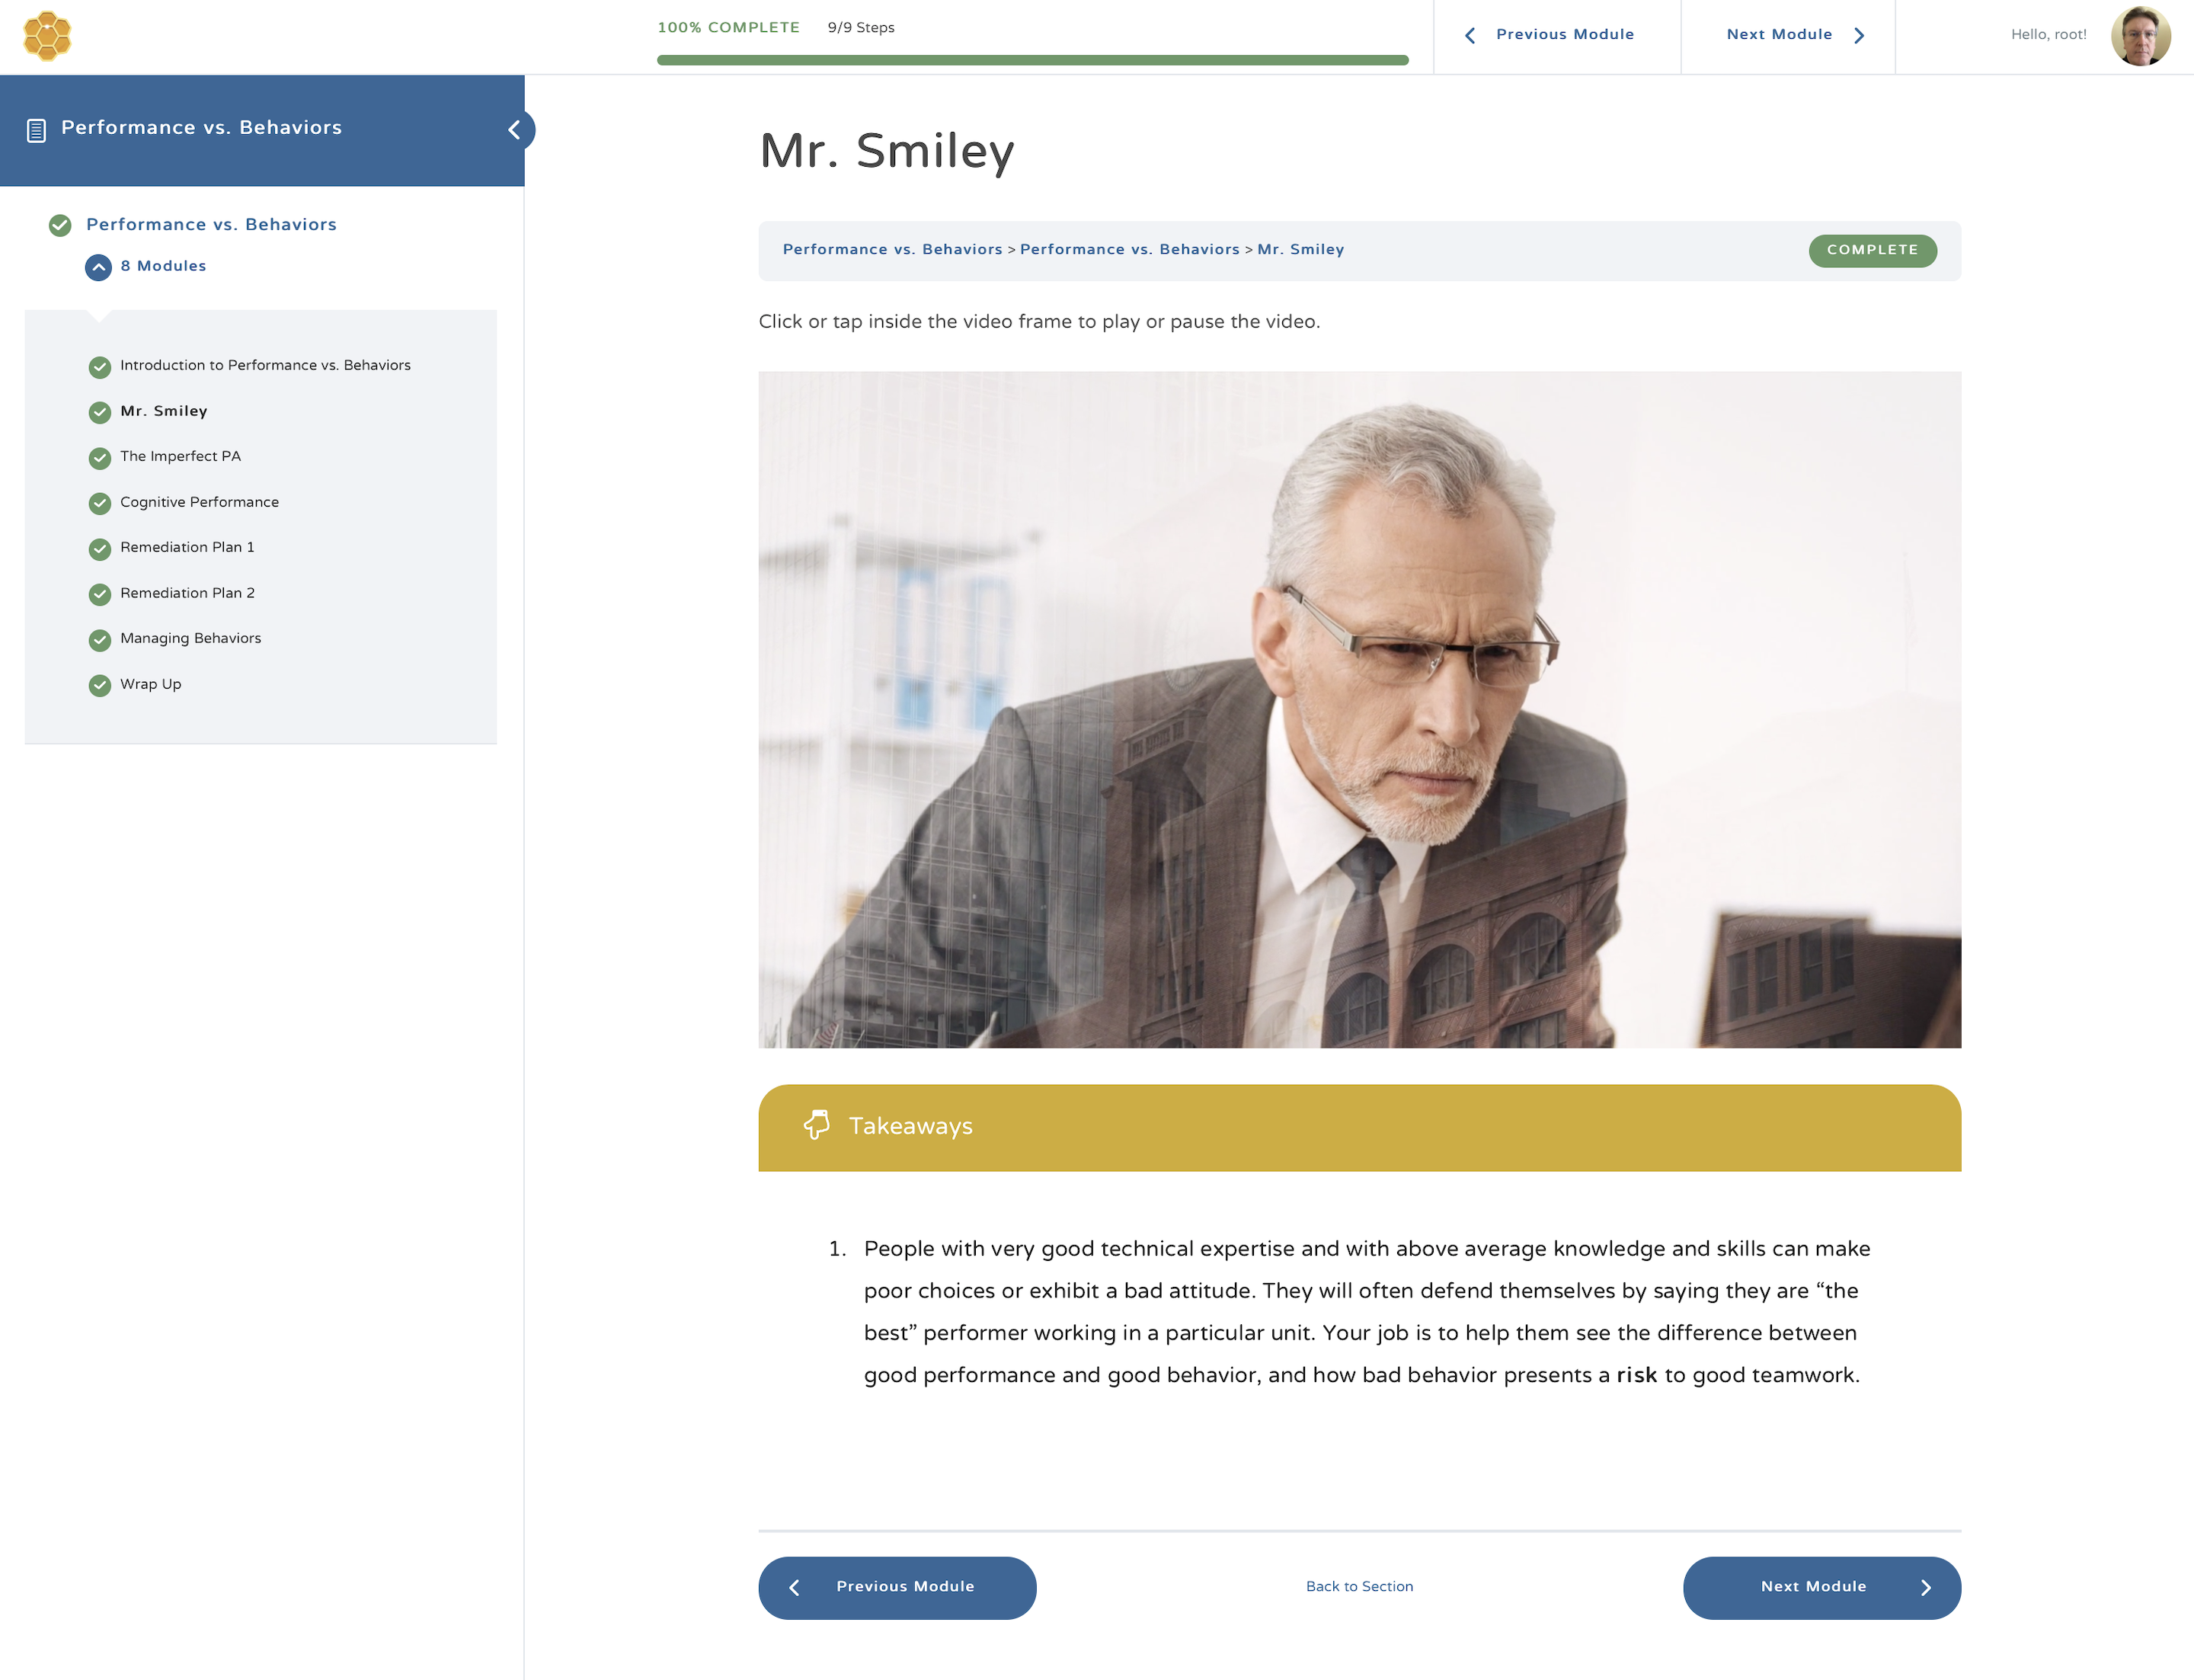 100% COMPLETE 9/9 Steps
Previous Module
Next Module
Hello, root!
Performance vs. Behaviors
Performance vs. Behaviors
8 Modules
Introduction to Performance vs. Behaviors
Mr. Smiley
The Imperfect PA
Cognitive Performance
Remediation Plan 1
Remediation Plan 2
Managing Behaviors
Wrap Up
Mr. Smiley
Performance vs. Behaviors > Performance vs. Behaviors > Mr. Smiley
COMPLETE
Click or tap inside the video frame to play or pause the video.
Takeaways
1. People with very good technical expertise and with above average knowledge and skills can make
poor choices or exhibit a bad attitude. They will often defend themselves by saying they are “the
best” performer working in a particular unit. Your job is to help them see the difference between
good performance and good behavior, and how bad behavior presents a risk to good teamwork.
Previous Module
Back to Section
Next Module